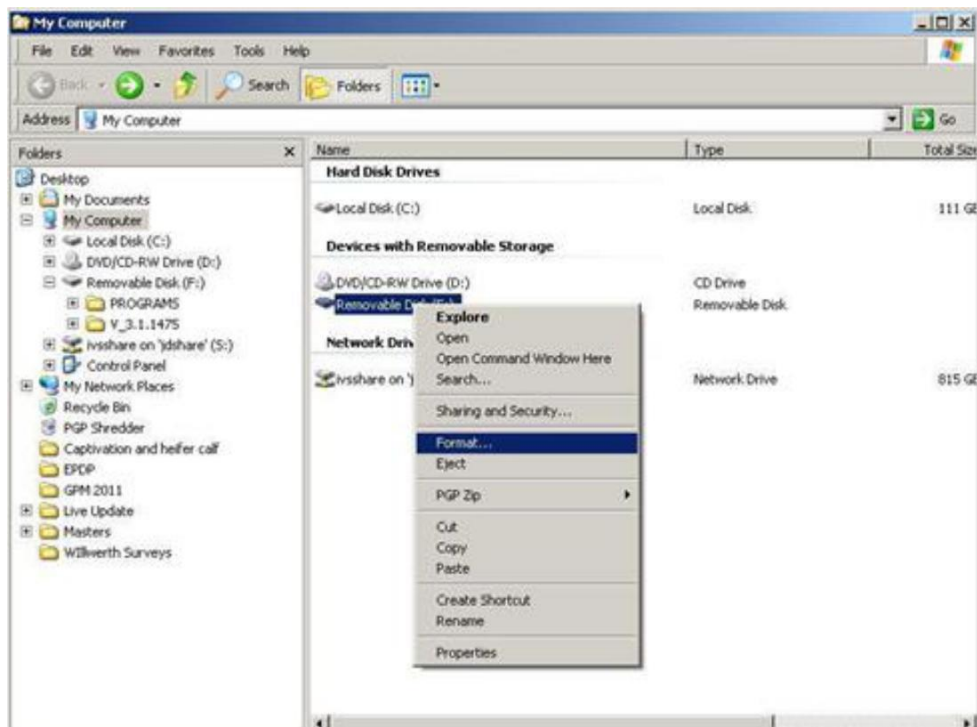 My Computer
File Edit View Favorites Tools Help
Back Search Folders
Address My Computer Go
Folders
Desktop
My Documents
My Computer
Local Disk (C:)
DVD/CD-RW Drive (D:)
Removable Disk (F:)
PROGRAMS
V_3.1.1475
ivsshare on 'jdshare' (S:)
Control Panel
My Network Places
Recycle Bin
PGP Shredder
Captivation and heifer calf
EPDP
GPM 2011
Live Update
Masters
WIllwerth Surveys
Name Type Total Size
Hard Disk Drives
Local Disk (C:) Local Disk 111 GB
Devices with Removable Storage
DVD/CD-RW Drive (D:) CD Drive
Removable Disk (F:) Removable Disk
Network Driv
ivsshare on 'j Network Drive 815 GB
Explore
Open
Open Command Window Here
Search...
Sharing and Security...
Format...
Eject
PGP Zip
Cut
Copy
Paste
Create Shortcut
Rename
Properties